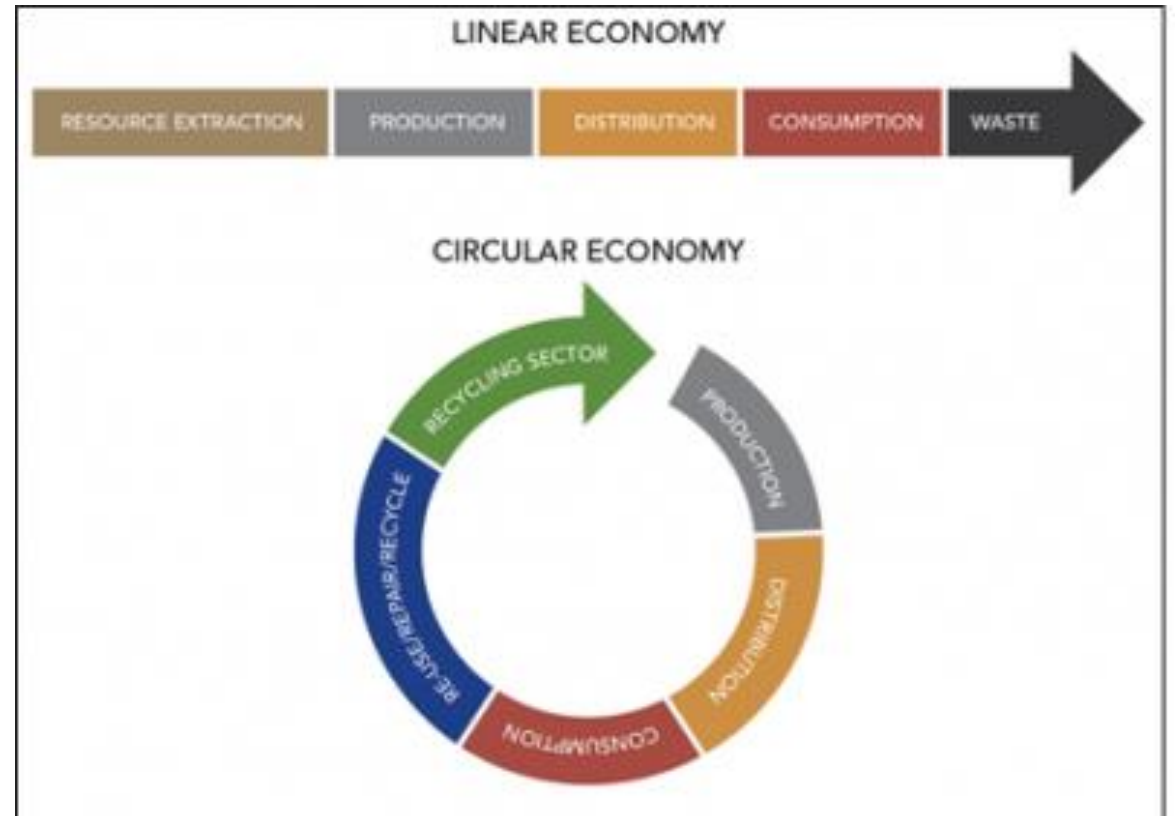 LINEAR ECONOMY
RESOURCE EXTRACTION
PRODUCTION
DISTRIBUTION
CONSUMPTION
WASTE
CIRCULAR ECONOMY
RECYCLING SECTOR
PRODUCTION
DISTRIBUTION
CONSUMPTION
RE-USE/REPAIR/RECYCLE